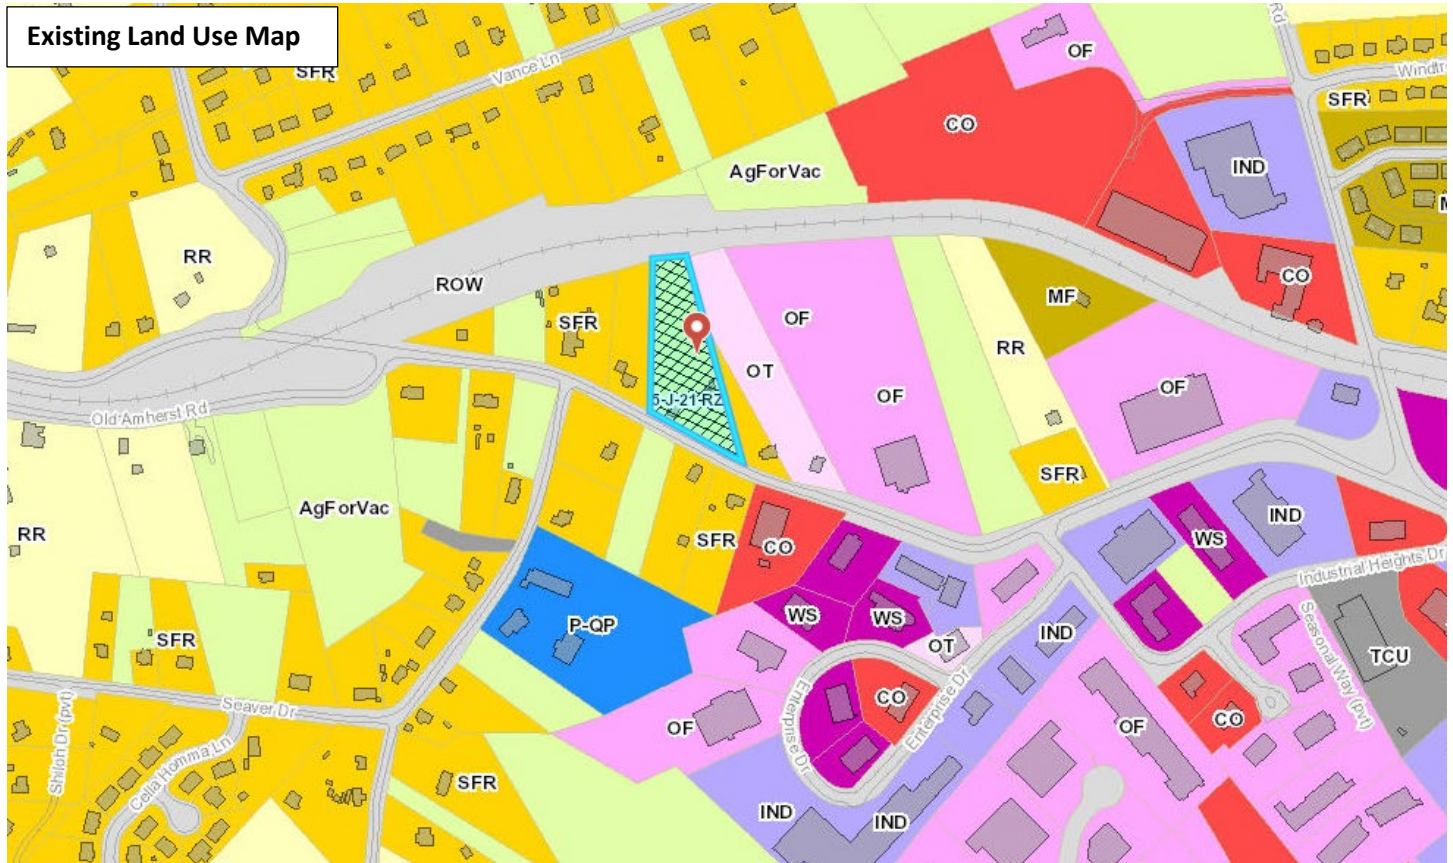 Existing Land Use Map
SFR
Vance Ln
OF
Rd
SFR
CO
AgForVac
IND
RR
ROW
CO
MF
SFR
OF
RR
OT
OF
OF
5-J-21-RZ
Old Amherst Rd
SFR
AgForVac
RR
SFR
CO
WS
IND
Industrial Heights Dr
P-QP
WS
WS
IND
OT
TCU
Seasonal Way (pvt)
SFR
Seaver Dr
Enterprise Dr
CO
Enterprise Dr
OF
CO
OF
Shiloh Dr (pvt)
Cella Homma Ln
SFR
IND
IND